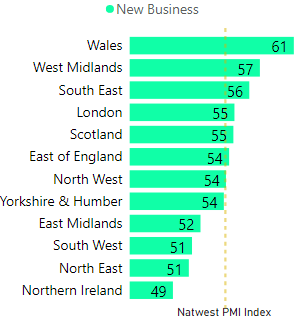 New Business
Wales 61
West Midlands 57
South East 56
London 55
Scotland 55
East of England 54
North West 54
Yorkshire & Humber 54
East Midlands 52
South West 51
North East 51
Northern Ireland 49
Natwest PMI Index